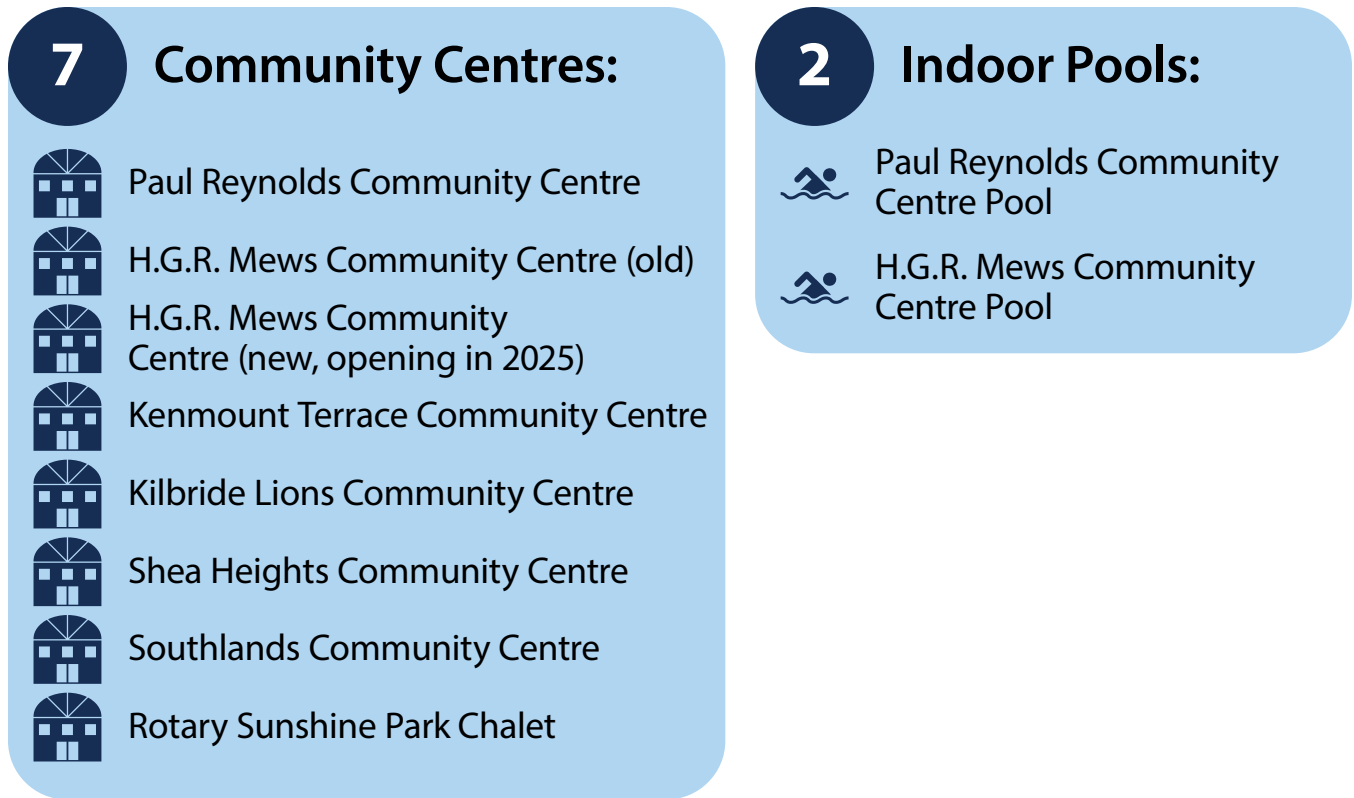 7
Community Centres:
Paul Reynolds Community Centre
H.G.R. Mews Community Centre (old)
H.G.R. Mews Community
Centre (new, opening in 2025)
Kenmount Terrace Community Centre
Kilbride Lions Community Centre
Shea Heights Community Centre
Southlands Community Centre
Rotary Sunshine Park Chalet
2
Indoor Pools:
Paul Reynolds Community
Centre Pool
H.G.R. Mews Community
Centre Pool